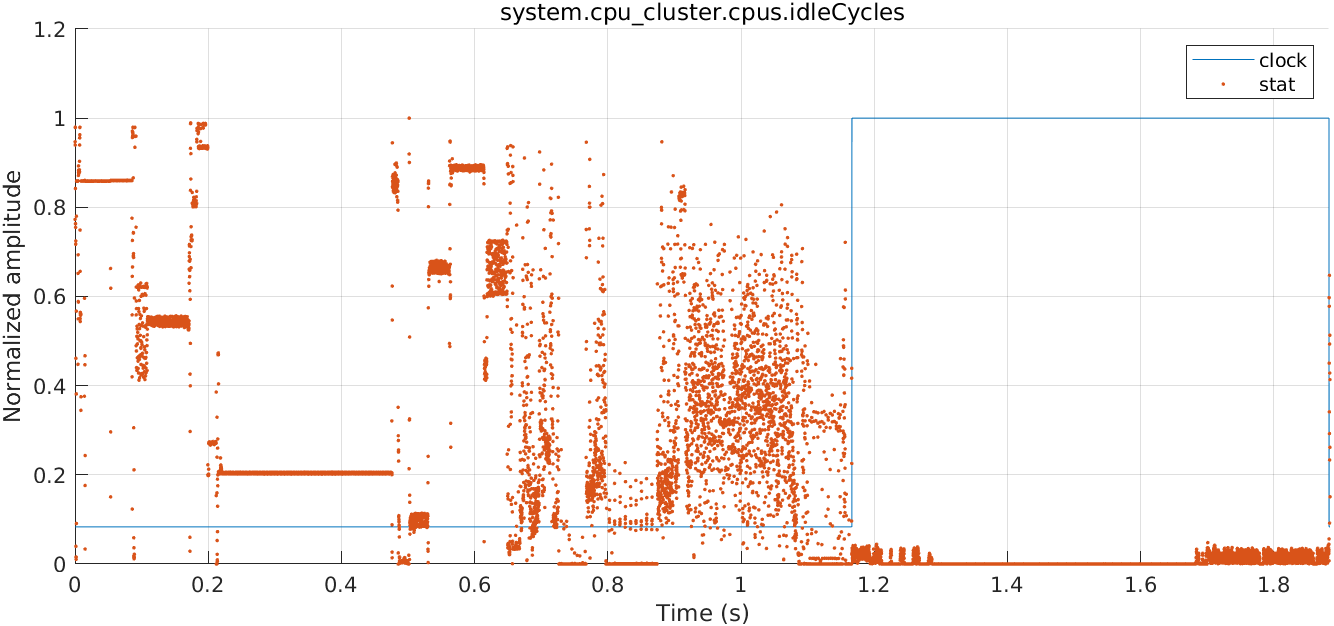 system.cpu_cluster.cpus.idleCycles
1.2
1
0.8
0.6
0.4
0.2
0
Normalized amplitude
clock
stat
0 0.2 0.4 0.6 0.8 1 1.2 1.4 1.6 1.8
Time (s)